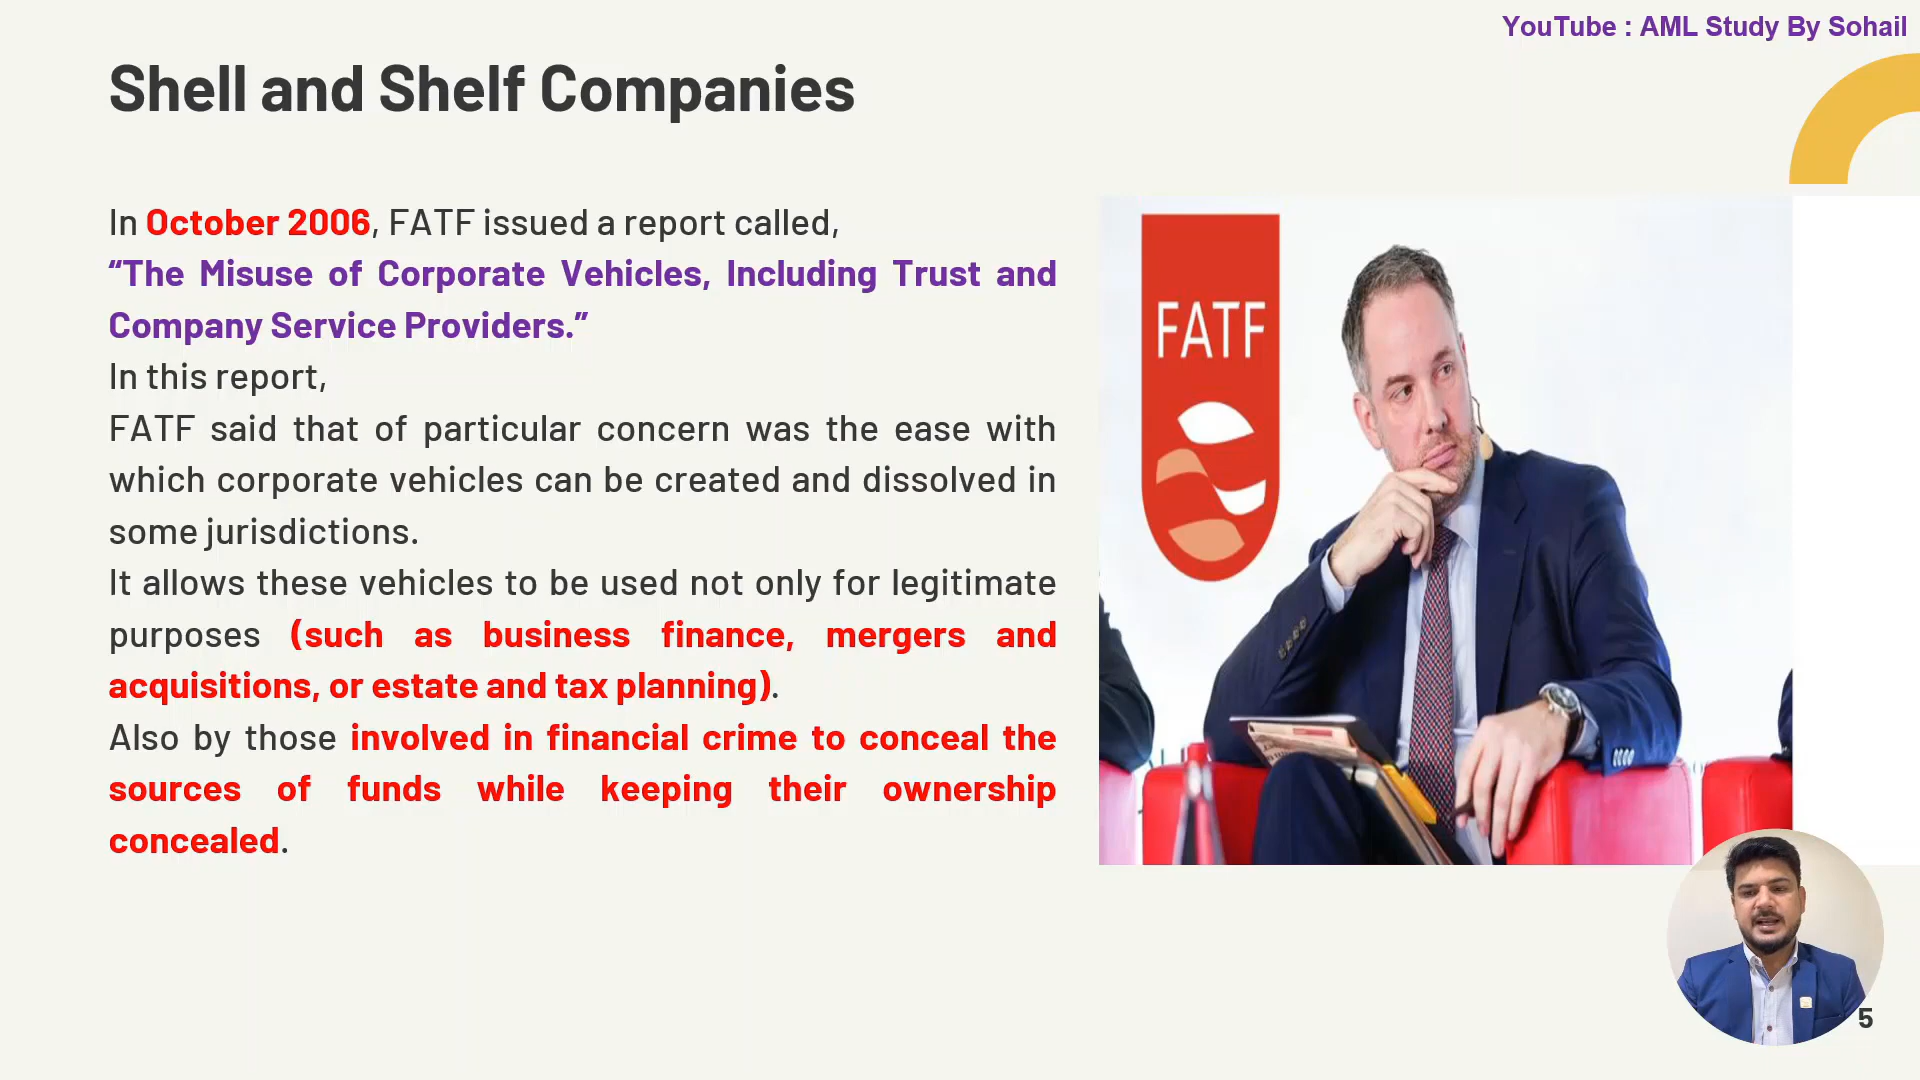 YouTube : AML Study By Sohail
Shell and Shelf Companies
In October 2006, FATF issued a report called,
“The Misuse of Corporate Vehicles, Including Trust and
Company Service Providers.”
In this report,
FATF said that of particular concern was the ease with
which corporate vehicles can be created and dissolved in
some jurisdictions.
It allows these vehicles to be used not only for legitimate
purposes (such as business finance, mergers and
acquisitions, or estate and tax planning).
Also by those involved in financial crime to conceal the
sources of funds while keeping their ownership
concealed.
FATF
5